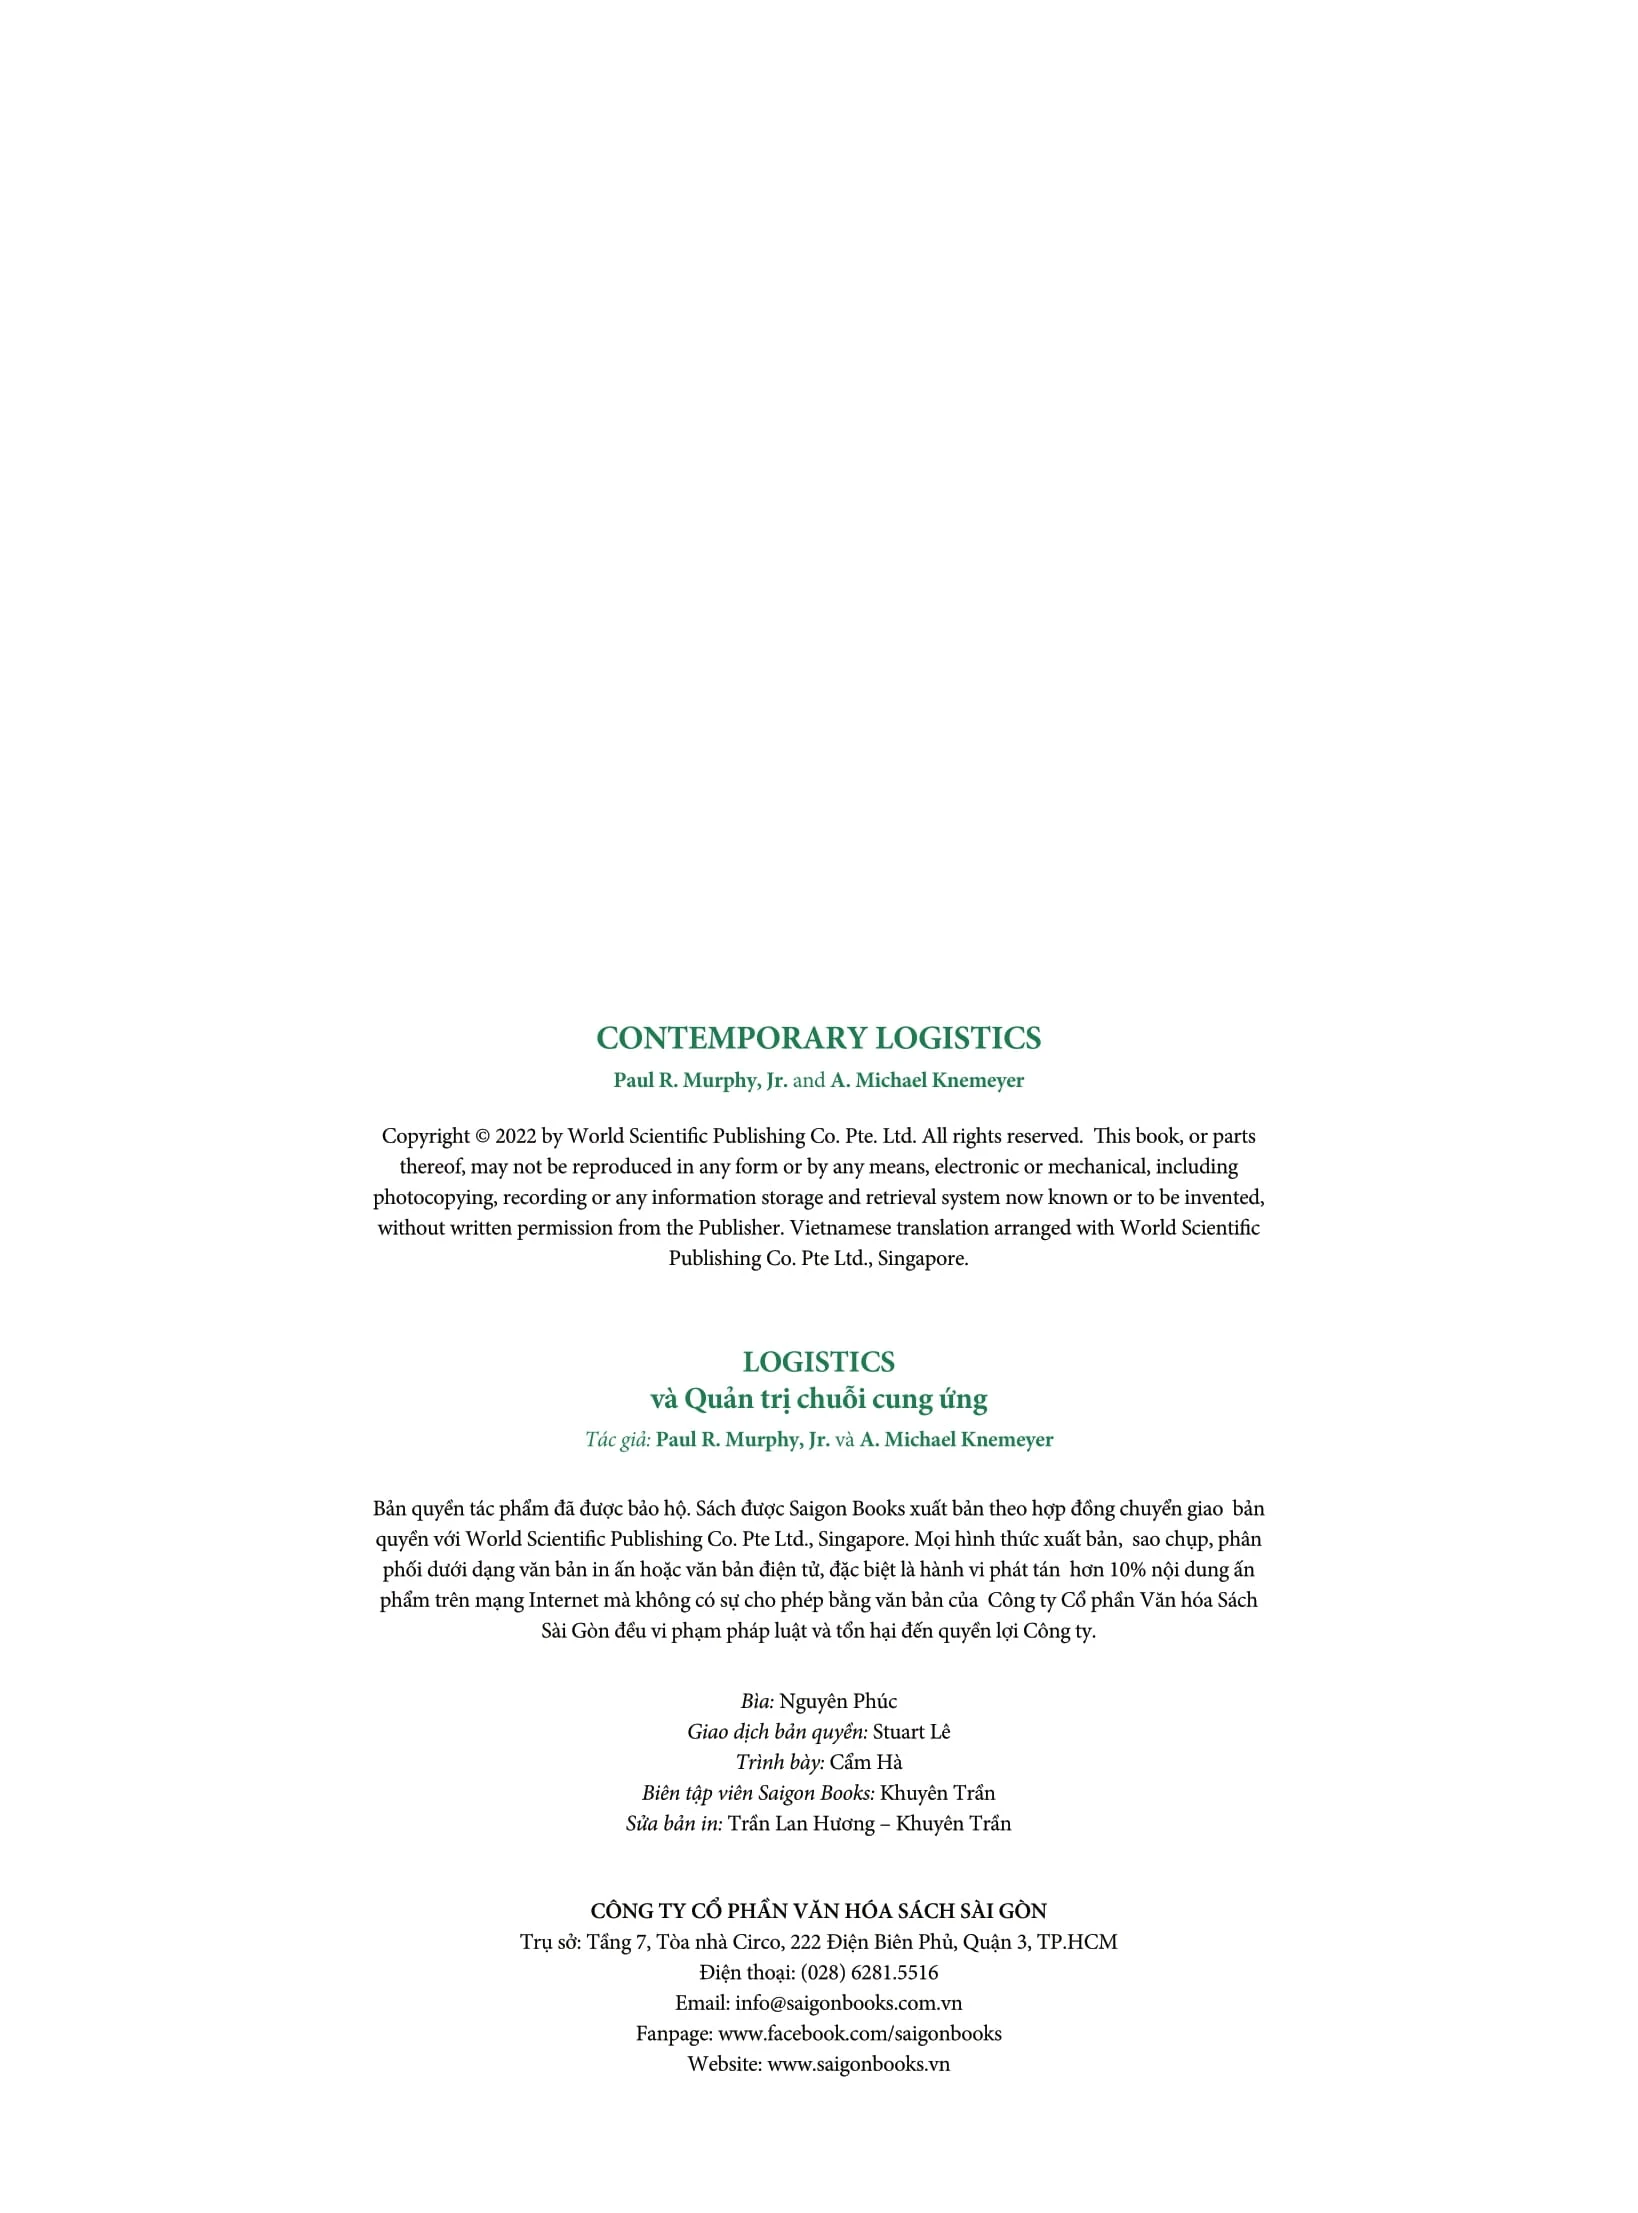 CONTEMPORARY LOGISTICS
Paul R. Murphy, Jr. and A. Michael Knemeyer
Copyright © 2022 by World Scientific Publishing Co. Pte. Ltd. All rights reserved. This book, or parts
thereof, may not be reproduced in any form or by any means, electronic or mechanical, including
photocopying, recording or any information storage and retrieval system now known or to be invented,
without written permission from the Publisher. Vietnamese translation arranged with World Scientific
Publishing Co. Pte Ltd., Singapore.
LOGISTICS
và Quản trị chuỗi cung ứng
Tác giả: Paul R. Murphy, Jr. và A. Michael Knemeyer
Bản quyền tác phẩm đã được bảo hộ. Sách được Saigon Books xuất bản theo hợp đồng chuyển giao bản
quyền với World Scientific Publishing Co. Pte Ltd., Singapore. Mọi hình thức xuất bản, sao chụp, phân
phối dưới dạng văn bản in ấn hoặc văn bản điện tử, đặc biệt là hành vi phát tán hơn 10% nội dung ấn
phẩm trên mạng Internet mà không có sự cho phép bằng văn bản của Công ty Cổ phần Văn hóa Sách
Sài Gòn đều vi phạm pháp luật và tổn hại đến quyền lợi Công ty.
Bìa: Nguyên Phúc
Giao dịch bản quyền: Stuart Lê
Trình bày: Cẩm Hà
Biên tập viên Saigon Books: Khuyên Trần
Sửa bản in: Trần Lan Hương – Khuyên Trần
CÔNG TY CỔ PHẦN VĂN HÓA SÁCH SÀI GÒN
Trụ sở: Tầng 7, Tòa nhà Circo, 222 Điện Biên Phủ, Quận 3, TP.HCM
Điện thoại: (028) 6281.5516
Email: info@saigonbooks.com.vn
Fanpage: www.facebook.com/saigonbooks
Website: www.saigonbooks.vn